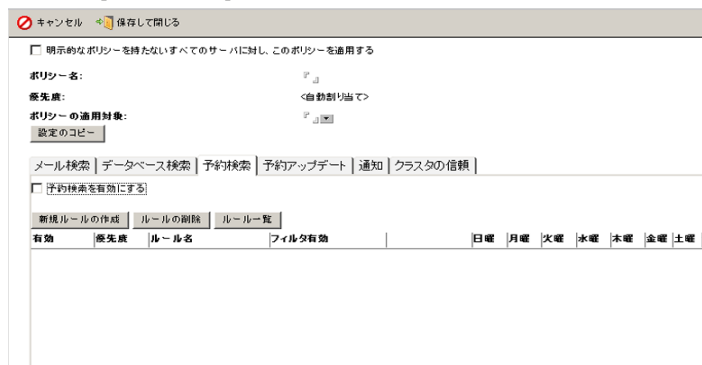 キャンセル 保存して閉じる
明示的なポリシーを持たないすべてのサーバに対し、このポリシーを適用する
ポリシー名: 『 』
優先度: <自動割り当て>
ポリシーの適用対象: 『 』
設定のコピー
メール検索 データベース検索 予約検索 予約アップデート 通知 クラスタの信頼
予約検索を有効にする
新規ルールの作成 ルールの削除 ルール一覧
有効 優先度 ルール名 フィルタ有効 日曜 月曜 火曜 水曜 木曜 金曜 土曜